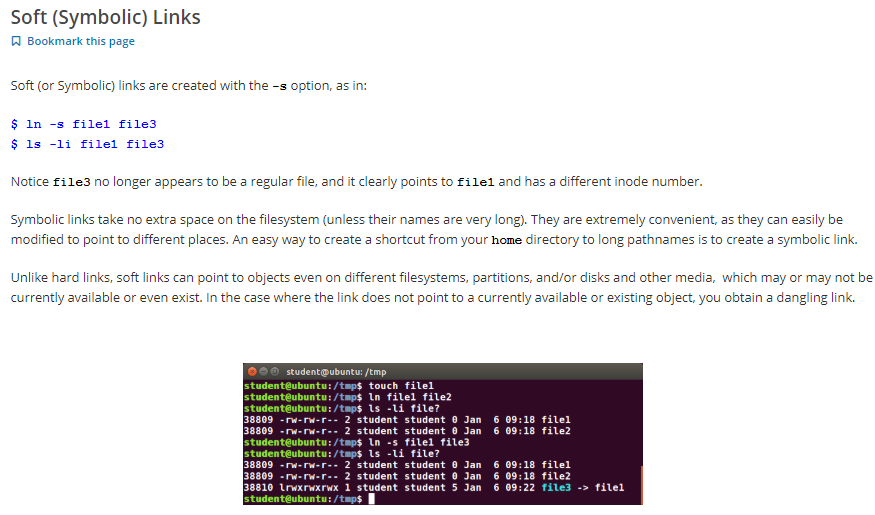 Soft (Symbolic) Links
Bookmark this page
Soft (or Symbolic) links are created with the -s option, as in:
$ ln -s file1 file3
$ ls -li file1 file3
Notice file3 no longer appears to be a regular file, and it clearly points to file1 and has a different inode number.
Symbolic links take no extra space on the filesystem (unless their names are very long). They are extremely convenient, as they can easily be
modified to point to different places. An easy way to create a shortcut from your home directory to long pathnames is to create a symbolic link.
Unlike hard links, soft links can point to objects even on different filesystems, partitions, and/or disks and other media, which may or may not be
currently available or even exist. In the case where the link does not point to a currently available or existing object, you obtain a dangling link.
student@ubuntu: /tmp
student@ubuntu:/tmp$ touch file1
student@ubuntu:/tmp$ ln file1 file2
student@ubuntu:/tmp$ ls -li file?
38809 -rw-rw-r-- 2 student student 0 Jan 6 09:18 file1
38809 -rw-rw-r-- 2 student student 0 Jan 6 09:18 file2
student@ubuntu:/tmp$ ln -s file1 file3
student@ubuntu:/tmp$ ls -li file?
38809 -rw-rw-r-- 2 student student 0 Jan 6 09:18 file1
38809 -rw-rw-r-- 2 student student 0 Jan 6 09:18 file2
38810 lrwxrwxrwx 1 student student 5 Jan 6 09:22 file3 -> file1
student@ubuntu:/tmp$